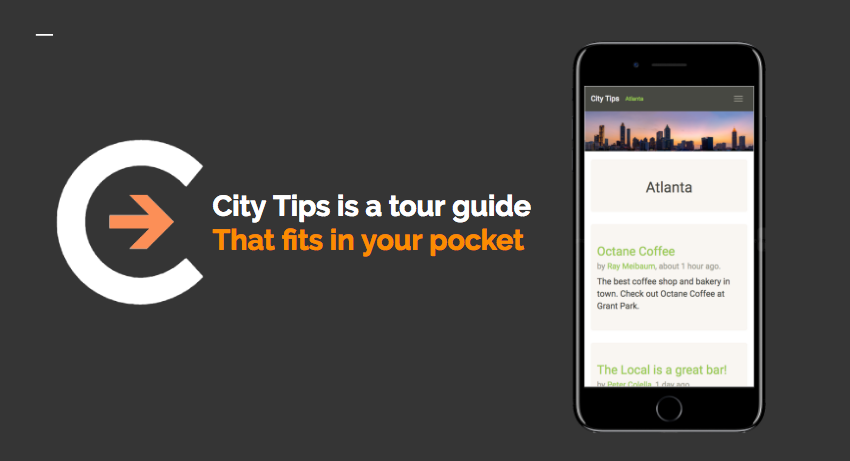 City Tips is a tour guide
That fits in your pocket
City Tips Atlanta
Atlanta
Octane Coffee
by Ray Meibaum, about 1 hour ago.
The best coffee shop and bakery in
town. Check out Octane Coffee at
Grant Park.
The Local is a great bar!
by Peter Colella, 1 day ago